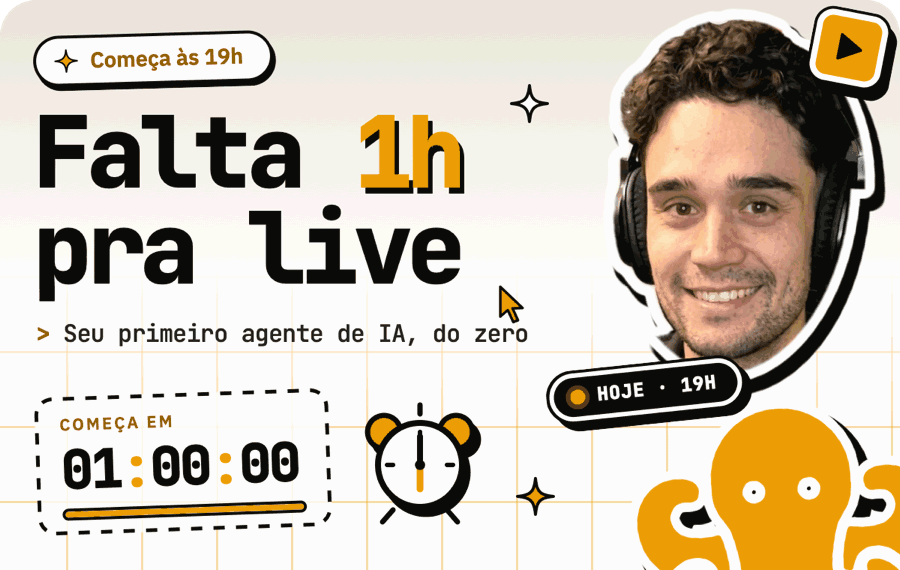 Começa às 19h
Falta 1h
pra live
> Seu primeiro agente de IA, do zero
HOJE · 19H
COMEÇA EM
01:00:00